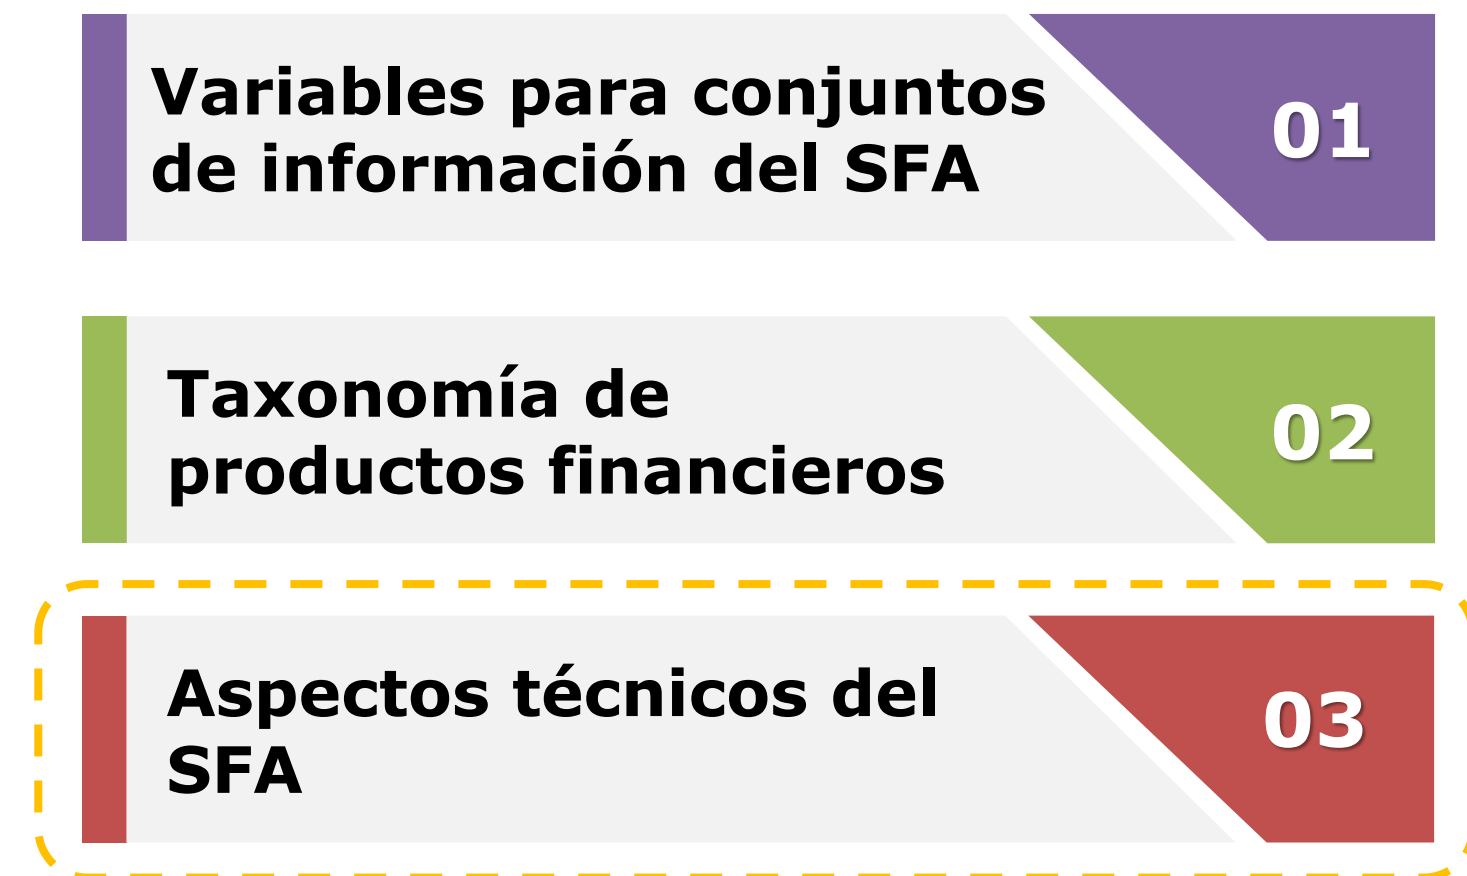 Variables para conjuntos
de información del SFA
01
Taxonomía de
productos financieros
02
Aspectos técnicos del
SFA
03